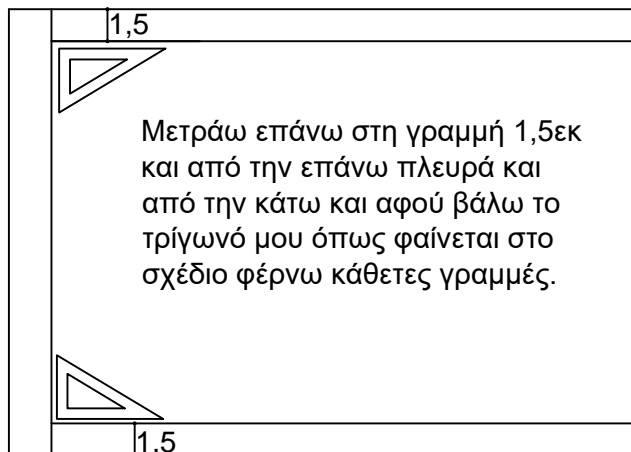 1,5
Μετράω επάνω στη γραμμή 1,5εκ
και από την επάνω πλευρά και
από την κάτω και αφού βάλω το
τρίγωνό μου όπως φαίνεται στο
σχέδιο φέρνω κάθετες γραμμές.
1,5